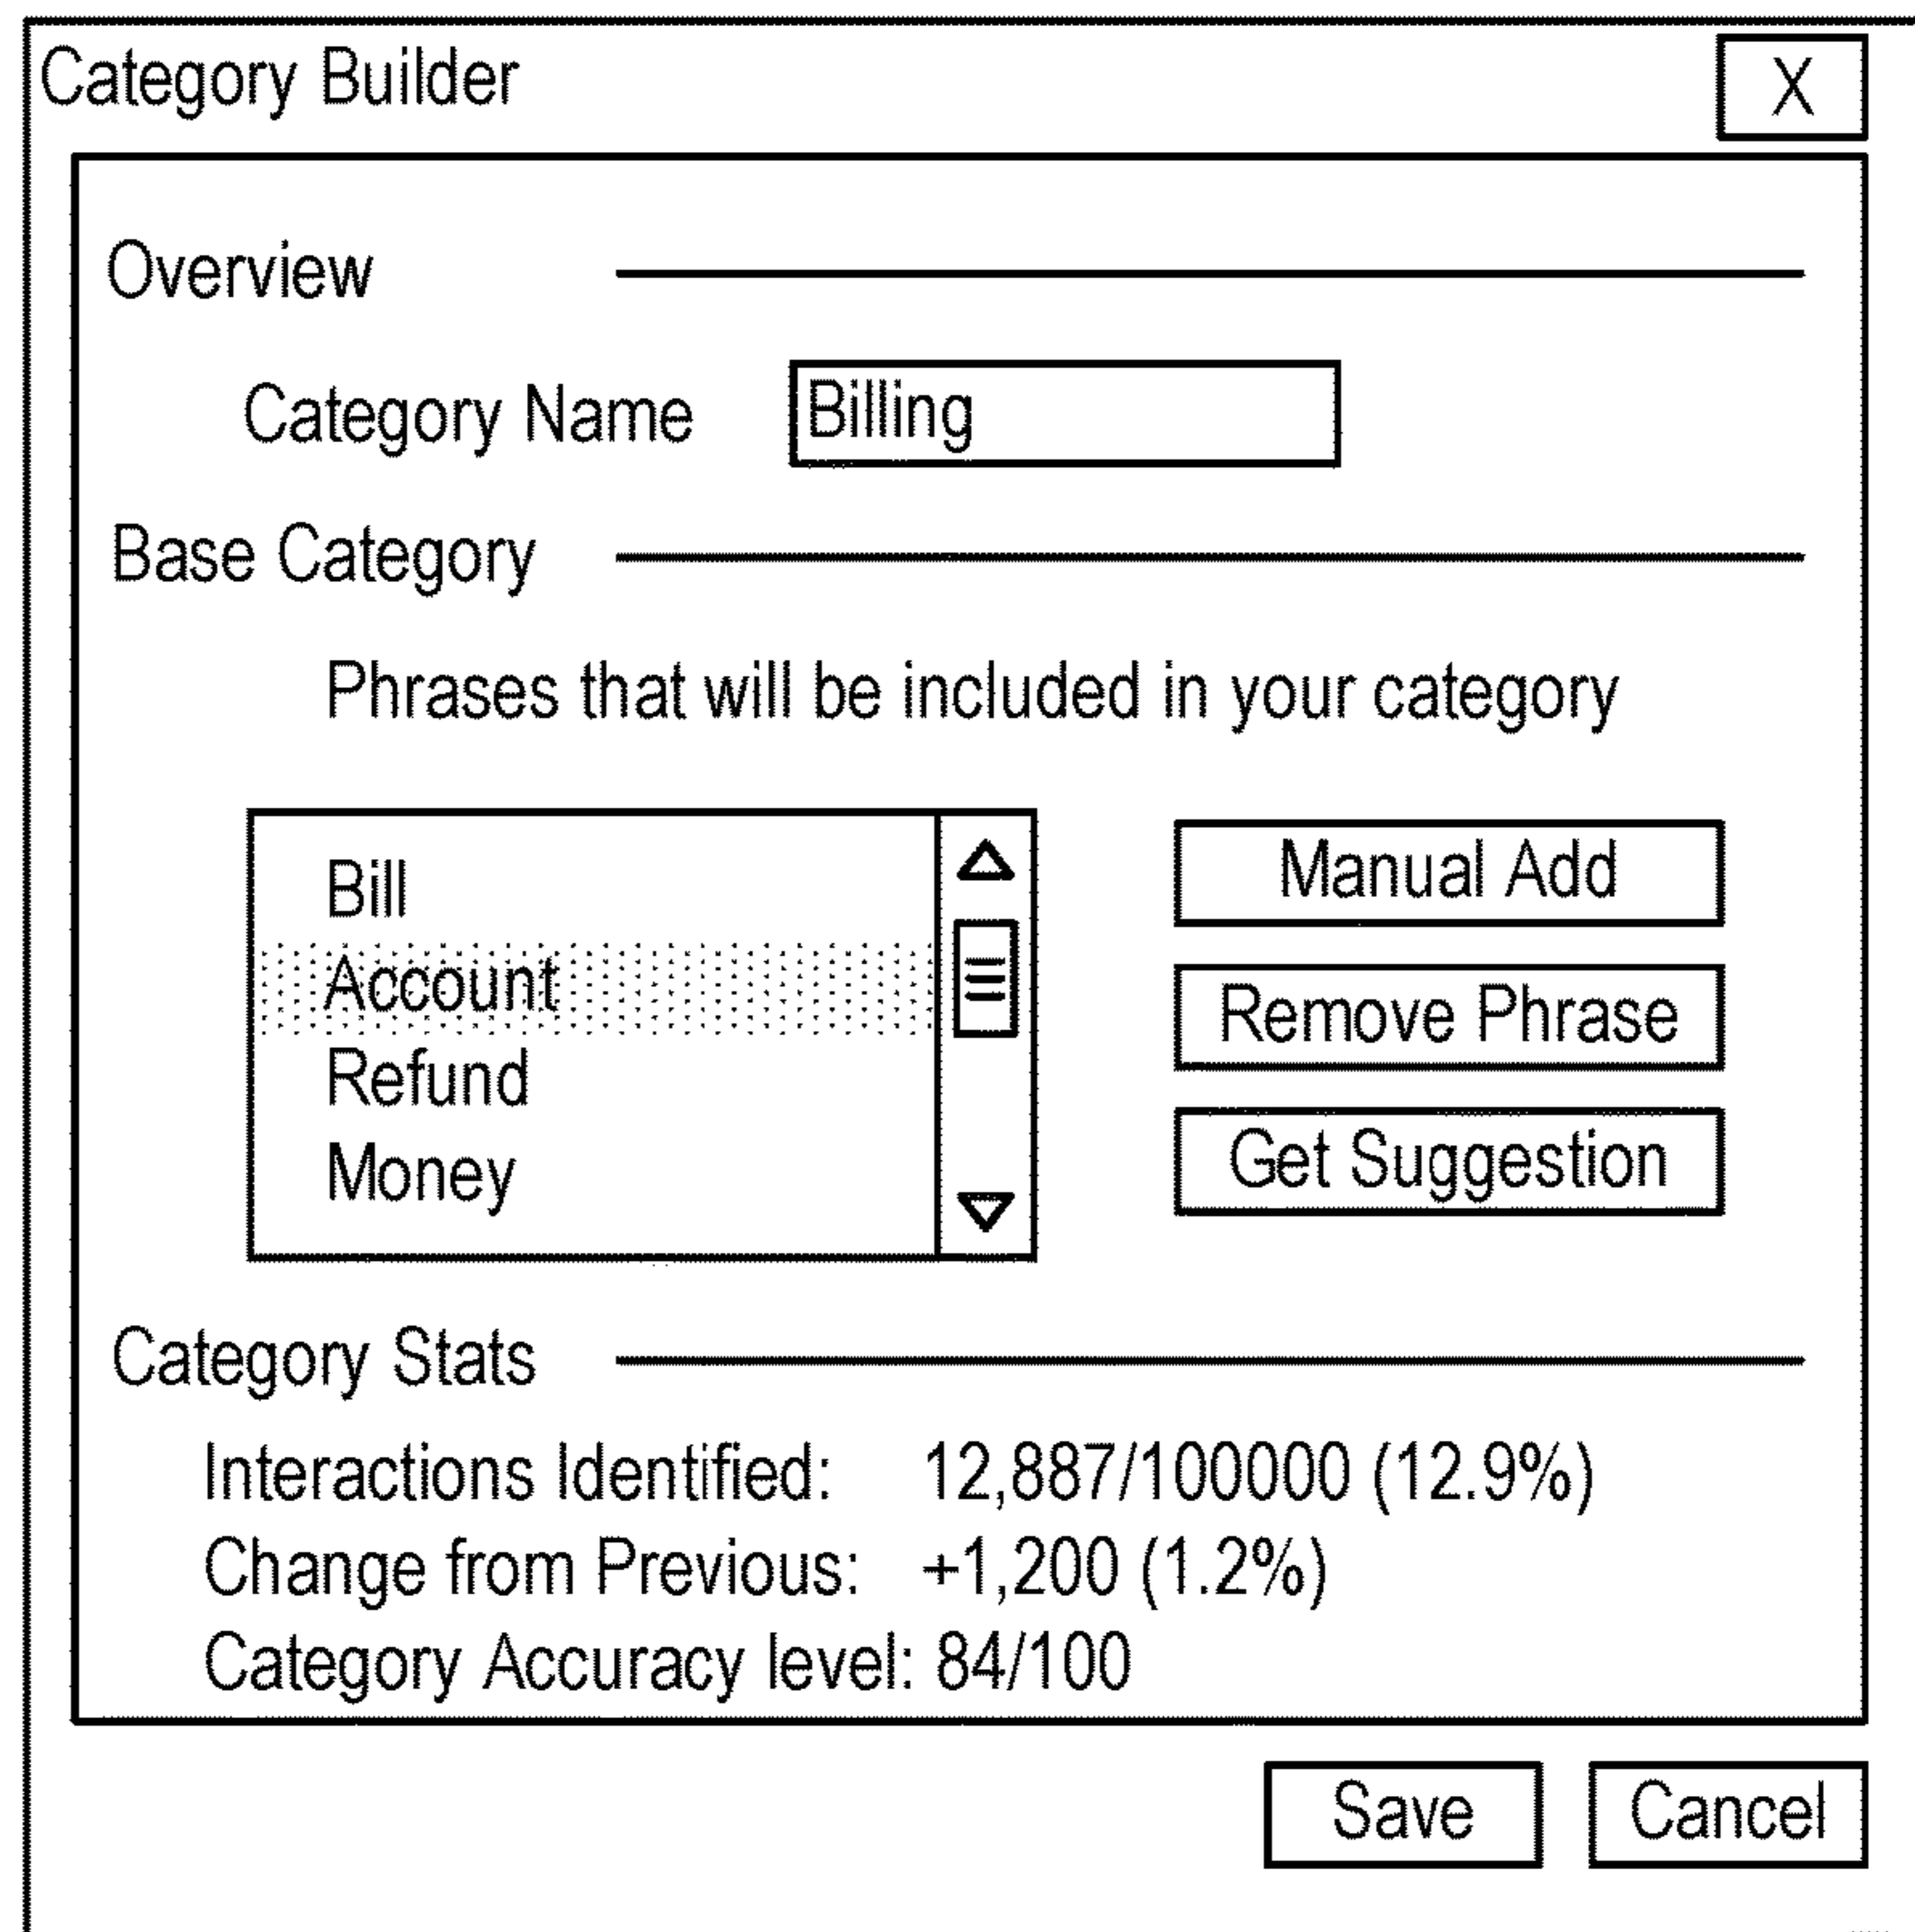 Category Builder X
Overview
Category Name Billing
Base Category
Phrases that will be included in your category
Bill
Account
Refund
Money
Manual Add
Remove Phrase
Get Suggestion
Category Stats
Interactions Identified: 12,887/100000 (12.9%)
Change from Previous: +1,200 (1.2%)
Category Accuracy level: 84/100
Save Cancel